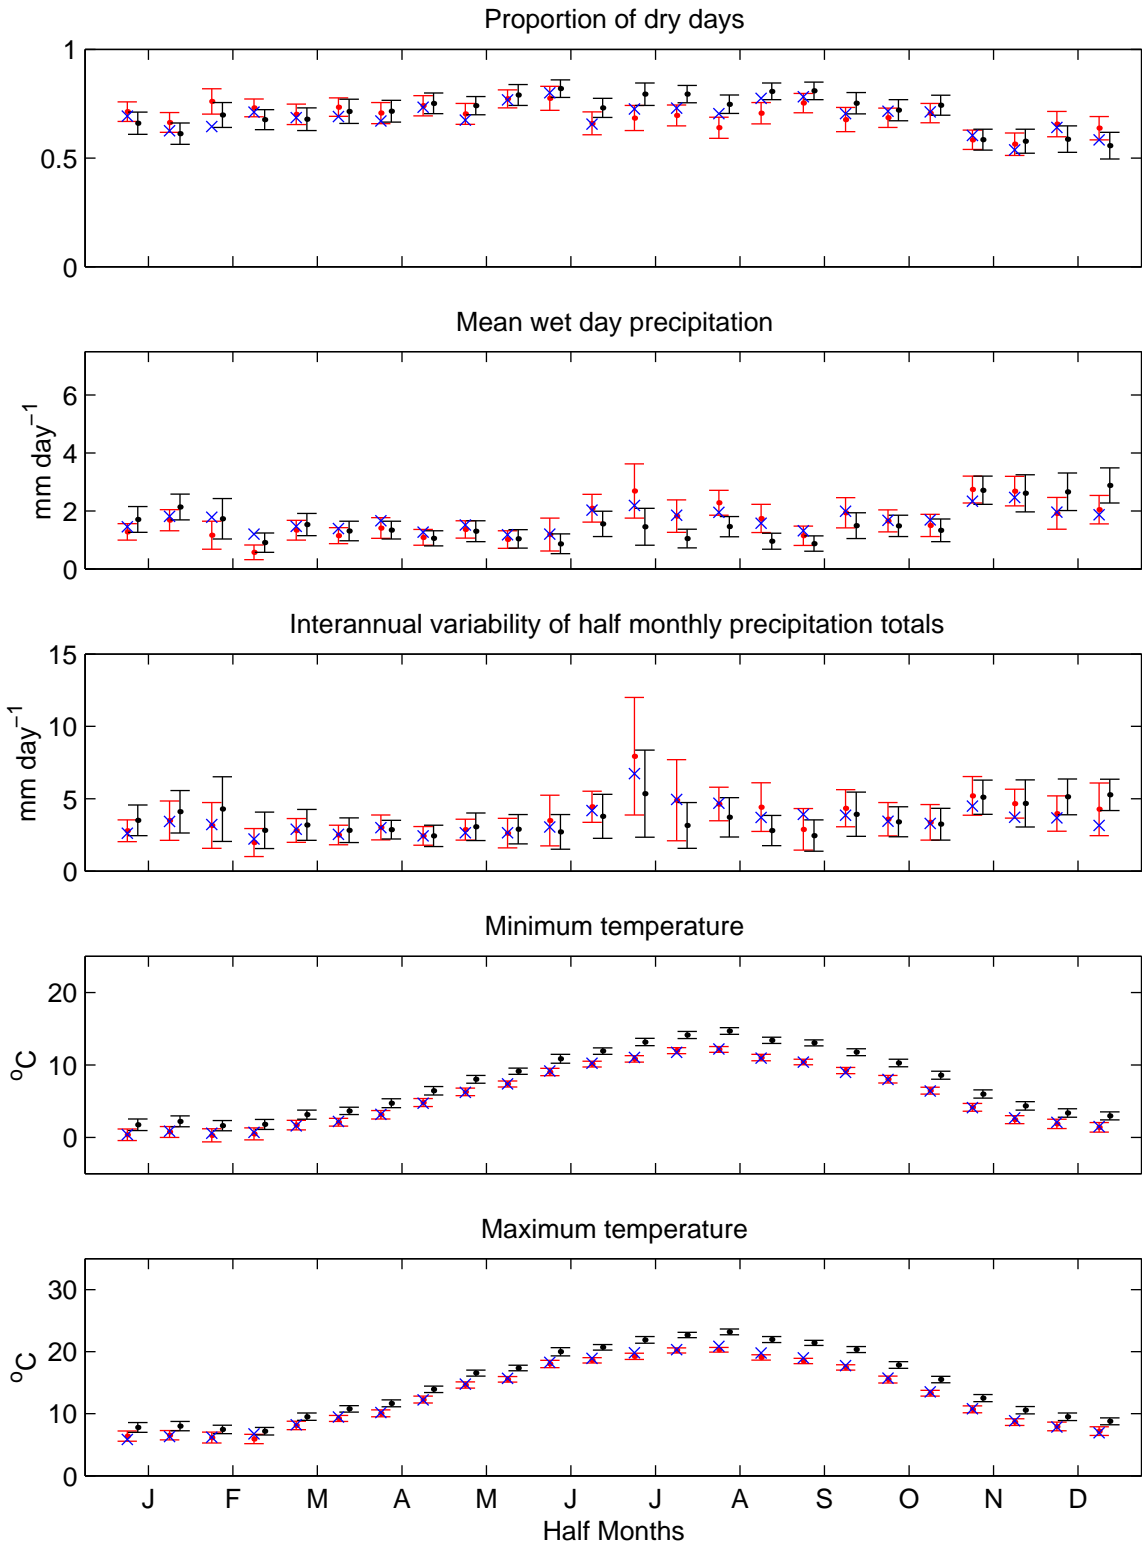 Proportion of dry days
1
0.5
0
Mean wet day precipitation
mm day⁻¹
6
4
2
0
Interannual variability of half monthly precipitation totals
mm day⁻¹
15
10
5
0
Minimum temperature
ºC
20
10
0
Maximum temperature
ºC
30
20
10
0
J F M A M J J A S O N D
Half Months